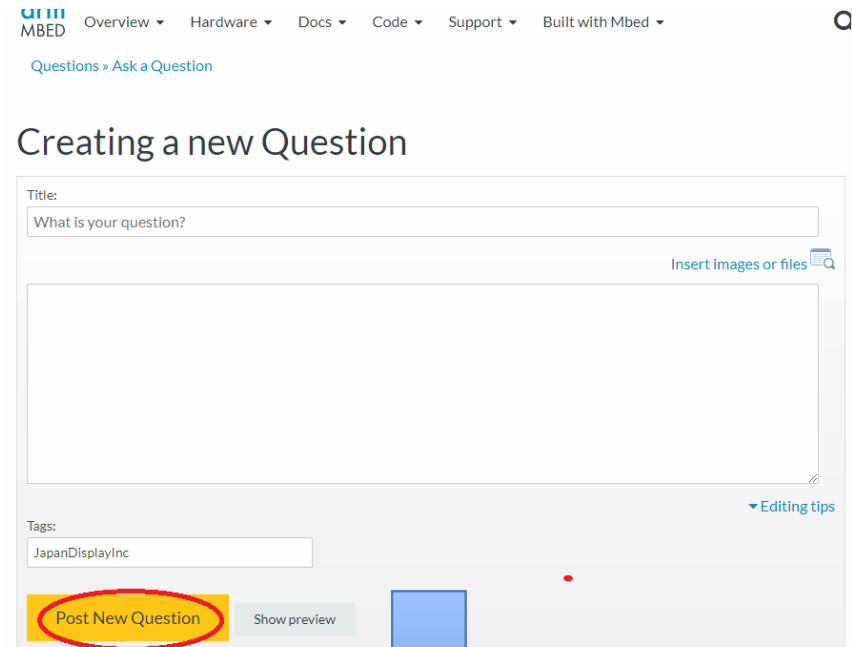 arm
MBED Overview Hardware Docs Code Support Built with Mbed
Questions » Ask a Question
Creating a new Question
Title:
What is your question?
Insert images or files
Editing tips
Tags:
JapanDisplayInc
Post New Question Show preview